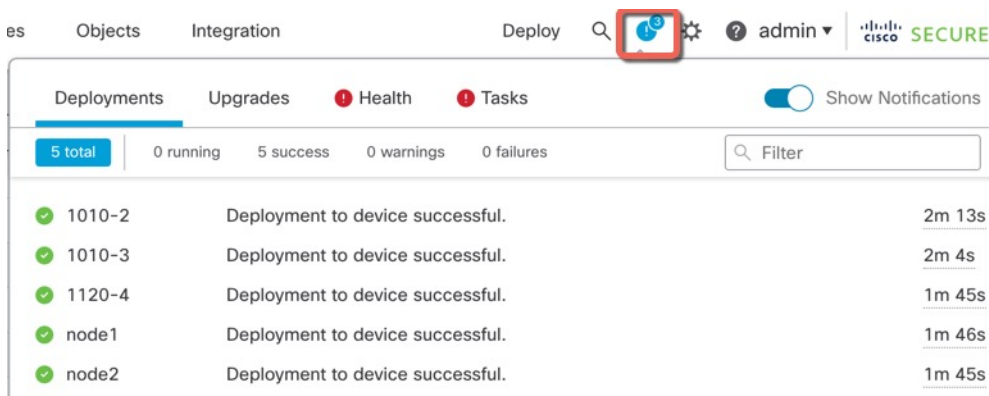 es Objects Integration Deploy 3 ? admin ▾ cisco SECURE
Deployments Upgrades ! Health ! Tasks Show Notifications
5 total 0 running 5 success 0 warnings 0 failures Filter
1010-2 Deployment to device successful. 2m 13s
1010-3 Deployment to device successful. 2m 4s
1120-4 Deployment to device successful. 1m 45s
node1 Deployment to device successful. 1m 46s
node2 Deployment to device successful. 1m 45s